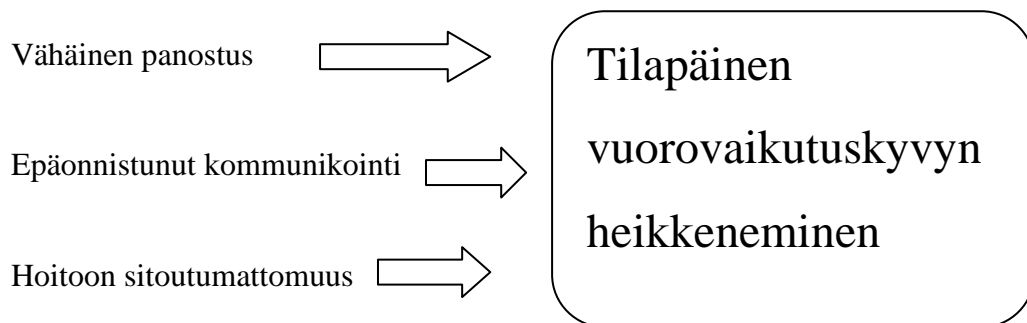 Vähäinen panostus
Epäonnistunut kommunikointi
Hoitoon sitoutumattomuus
Tilapäinen
vuorovaikutuskyvyn
heikkeneminen